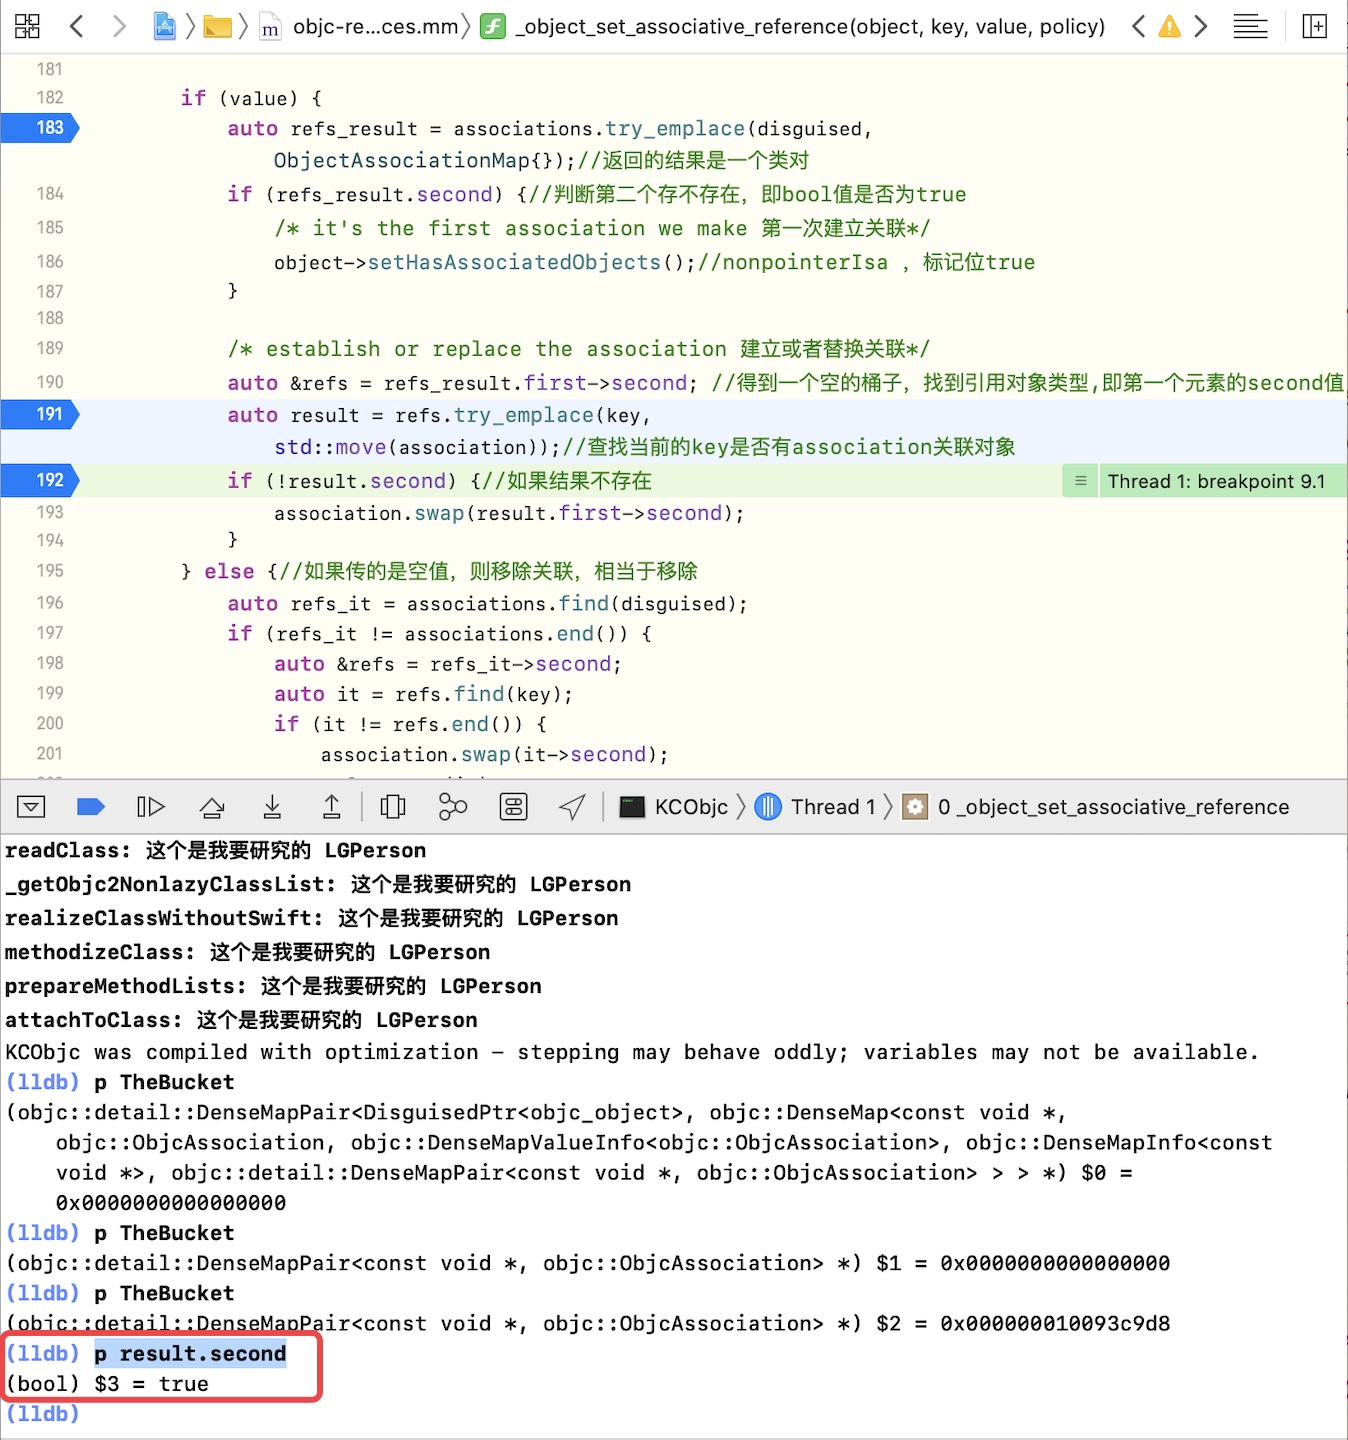 objc-re...ces.mm 〉 f _object_set_associative_reference(object, key, value, policy)
181
182 if (value) {
183 auto refs_result = associations.try_emplace(disguised,
ObjectAssociationMap{});//返回的结果是一个类对
184 if (refs_result.second) {//判断第二个存不存在，即bool值是否为true
185 /* it's the first association we make 第一次建立关联*/
186 object->setHasAssociatedObjects();//nonpointerIsa ，标记位true
187 }
188
189 /* establish or replace the association 建立或者替换关联*/
190 auto &refs = refs_result.first->second; //得到一个空的桶子，找到引用对象类型,即第一个元素的second值
191 auto result = refs.try_emplace(key,
std::move(association));//查找当前的key是否有association关联对象
192 if (!result.second) {//如果结果不存在 Thread 1: breakpoint 9.1
193 association.swap(result.first->second);
194 }
195 } else {//如果传的是空值，则移除关联，相当于移除
196 auto refs_it = associations.find(disguised);
197 if (refs_it != associations.end()) {
198 auto &refs = refs_it->second;
199 auto it = refs.find(key);
200 if (it != refs.end()) {
201 association.swap(it->second);
KCObjc 〉 Thread 1 〉 0 _object_set_associative_reference
readClass: 这个是我要研究的 LGPerson
_getObjc2NonlazyClassList: 这个是我要研究的 LGPerson
realizeClassWithoutSwift: 这个是我要研究的 LGPerson
methodizeClass: 这个是我要研究的 LGPerson
prepareMethodLists: 这个是我要研究的 LGPerson
attachToClass: 这个是我要研究的 LGPerson
KCObjc was compiled with optimization - stepping may behave oddly; variables may not be available.
(lldb) p TheBucket
(objc::detail::DenseMapPair<DisguisedPtr<objc_object>, objc::DenseMap<const void *,
objc::ObjcAssociation, objc::DenseMapValueInfo<objc::ObjcAssociation>, objc::DenseMapInfo<const
void *>, objc::detail::DenseMapPair<const void *, objc::ObjcAssociation> > > *) $0 =
0x0000000000000000
(lldb) p TheBucket
(objc::detail::DenseMapPair<const void *, objc::ObjcAssociation> *) $1 = 0x0000000000000000
(lldb) p TheBucket
(objc::detail::DenseMapPair<const void *, objc::ObjcAssociation> *) $2 = 0x000000010093c9d8
(lldb) p result.second
(bool) $3 = true
(lldb)